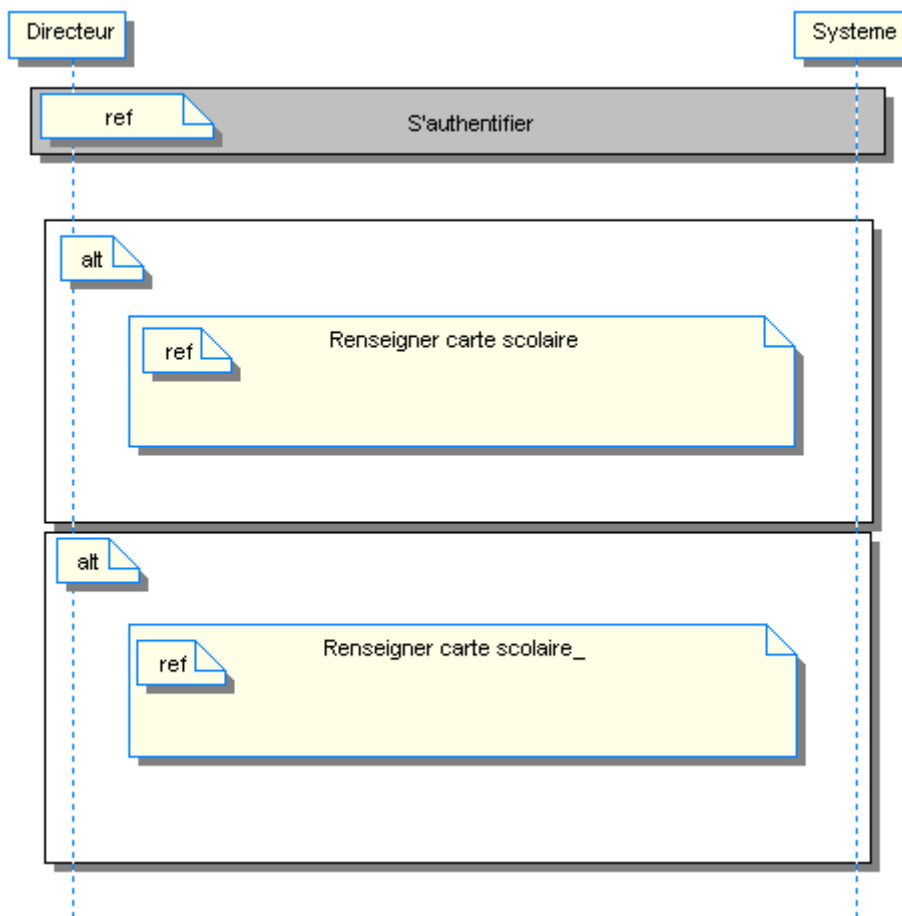 Directeur
Systeme
ref
S'authentifier
alt
Renseigner carte scolaire
ref
alt
Renseigner carte scolaire_
ref